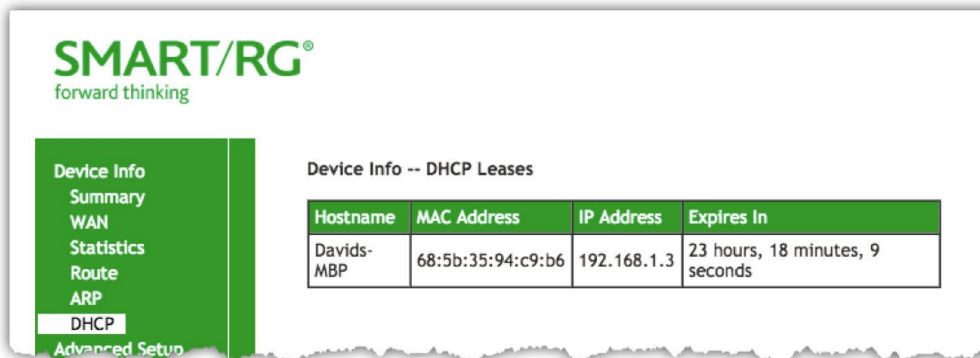 SMART/RG®
forward thinking
Device Info
Summary
WAN
Statistics
Route
ARP
DHCP
Advanced Setup
Device Info -- DHCP Leases
Hostname MAC Address IP Address Expires In
Davids-MBP 68:5b:35:94:c9:b6 192.168.1.3 23 hours, 18 minutes, 9 seconds